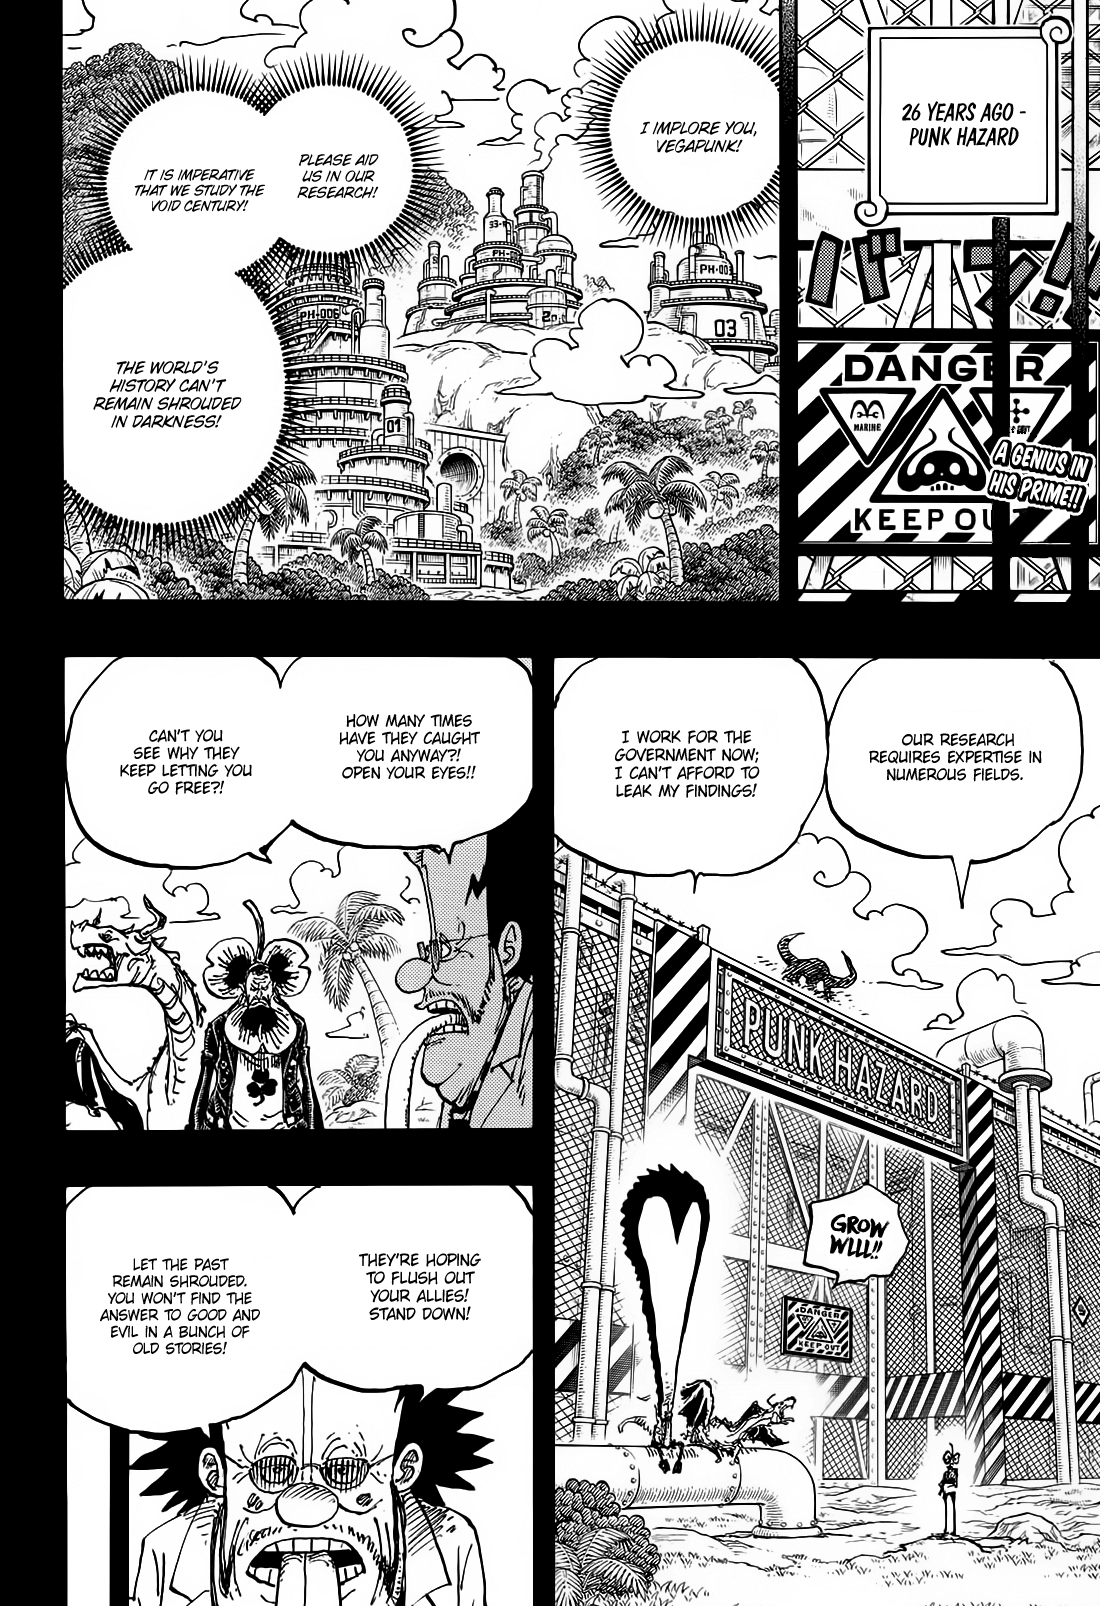 26 YEARS AGO -
PUNK HAZARD
バン!!
DANGER
MARINE
KEEP OU
A GENIUS IN
HIS PRIME!!
I IMPLORE YOU,
VEGAPUNK!
PLEASE AID
US IN OUR
RESEARCH!
IT IS IMPERATIVE
THAT WE STUDY THE
VOID CENTURY!
THE WORLD'S
HISTORY CAN'T
REMAIN SHROUDED
IN DARKNESS!
PH-006
01
03
OUR RESEARCH
REQUIRES EXPERTISE IN
NUMEROUS FIELDS.
I WORK FOR THE
GOVERNMENT NOW;
I CAN'T AFFORD TO
LEAK MY FINDINGS!
PUNK HAZARD
GROW
WLLL!!
DANGER
KEEP OUT
HOW MANY TIMES
HAVE THEY CAUGHT
YOU ANYWAY?!
OPEN YOUR EYES!!
CAN'T YOU
SEE WHY THEY
KEEP LETTING YOU
GO FREE?!
THEY'RE HOPING
TO FLUSH OUT
YOUR ALLIES!
STAND DOWN!
LET THE PAST
REMAIN SHROUDED.
YOU WON'T FIND THE
ANSWER TO GOOD AND
EVIL IN A BUNCH OF
OLD STORIES!